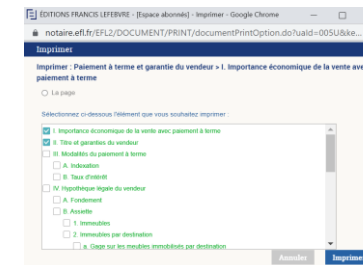 ÉDITIONS FRANCIS LEFEBVRE - [Espace abonnés] - Imprimer - Google Chrome
notaire.efl.fr/EFL2/DOCUMENT/PRINT/documentPrintOption.do?uaId=005U&ke...
Imprimer
Imprimer : Paiement à terme et garantie du vendeur > I. Importance économique de la vente ave
paiement à terme
La page
Sélectionnez ci-dessous l'élément que vous souhaitez imprimer :
I. Importance économique de la vente avec paiement à terme
II. Titre et garanties du vendeur
III. Modalités du paiement à terme
A. Indexation
B. Taux d'intérêt
IV. Hypothèque légale du vendeur
A. Fondement
B. Assiette
1. Immeubles
2. Immeubles par destination
a. Gage sur les meubles immobilisés par destination
Annuler
Imprime